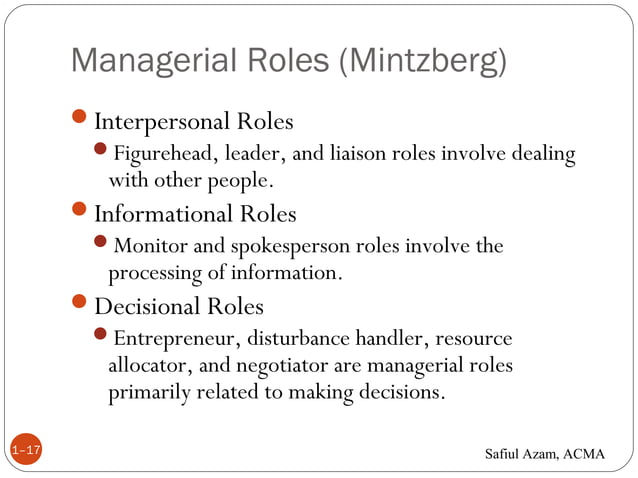 Managerial Roles (Mintzberg)
Interpersonal Roles
Figurehead, leader, and liaison roles involve dealing
with other people.
Informational Roles
Monitor and spokesperson roles involve the
processing of information.
Decisional Roles
Entrepreneur, disturbance handler, resource
allocator, and negotiator are managerial roles
primarily related to making decisions.
1–17
Safiul Azam, ACMA